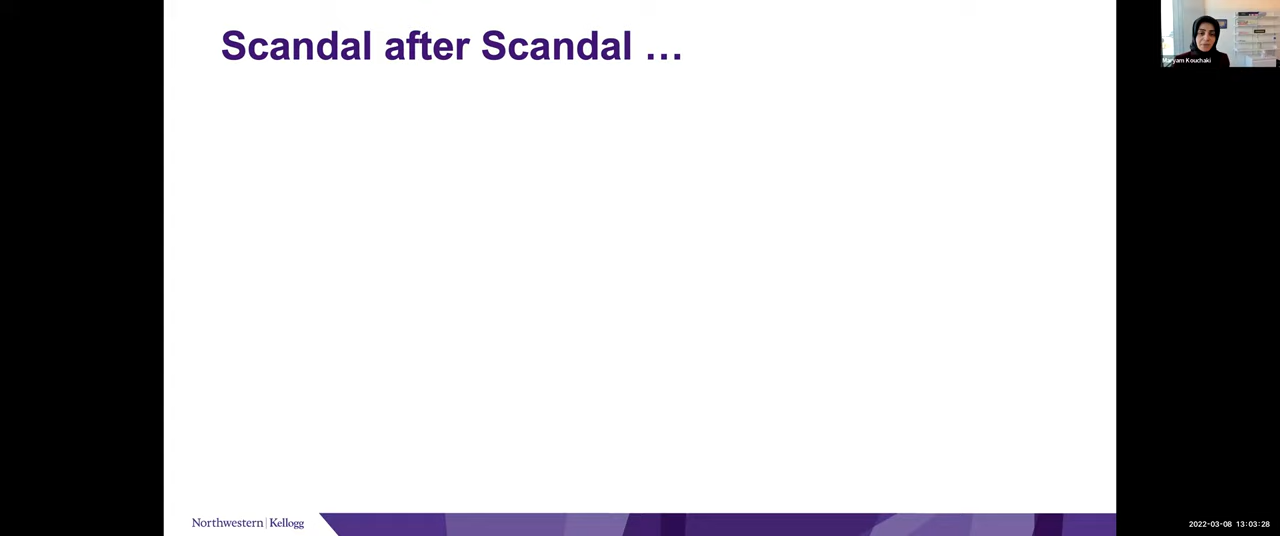 Scandal after Scandal …
Maryam Kouchaki
Northwestern | Kellogg
2022-03-08 13:03:28